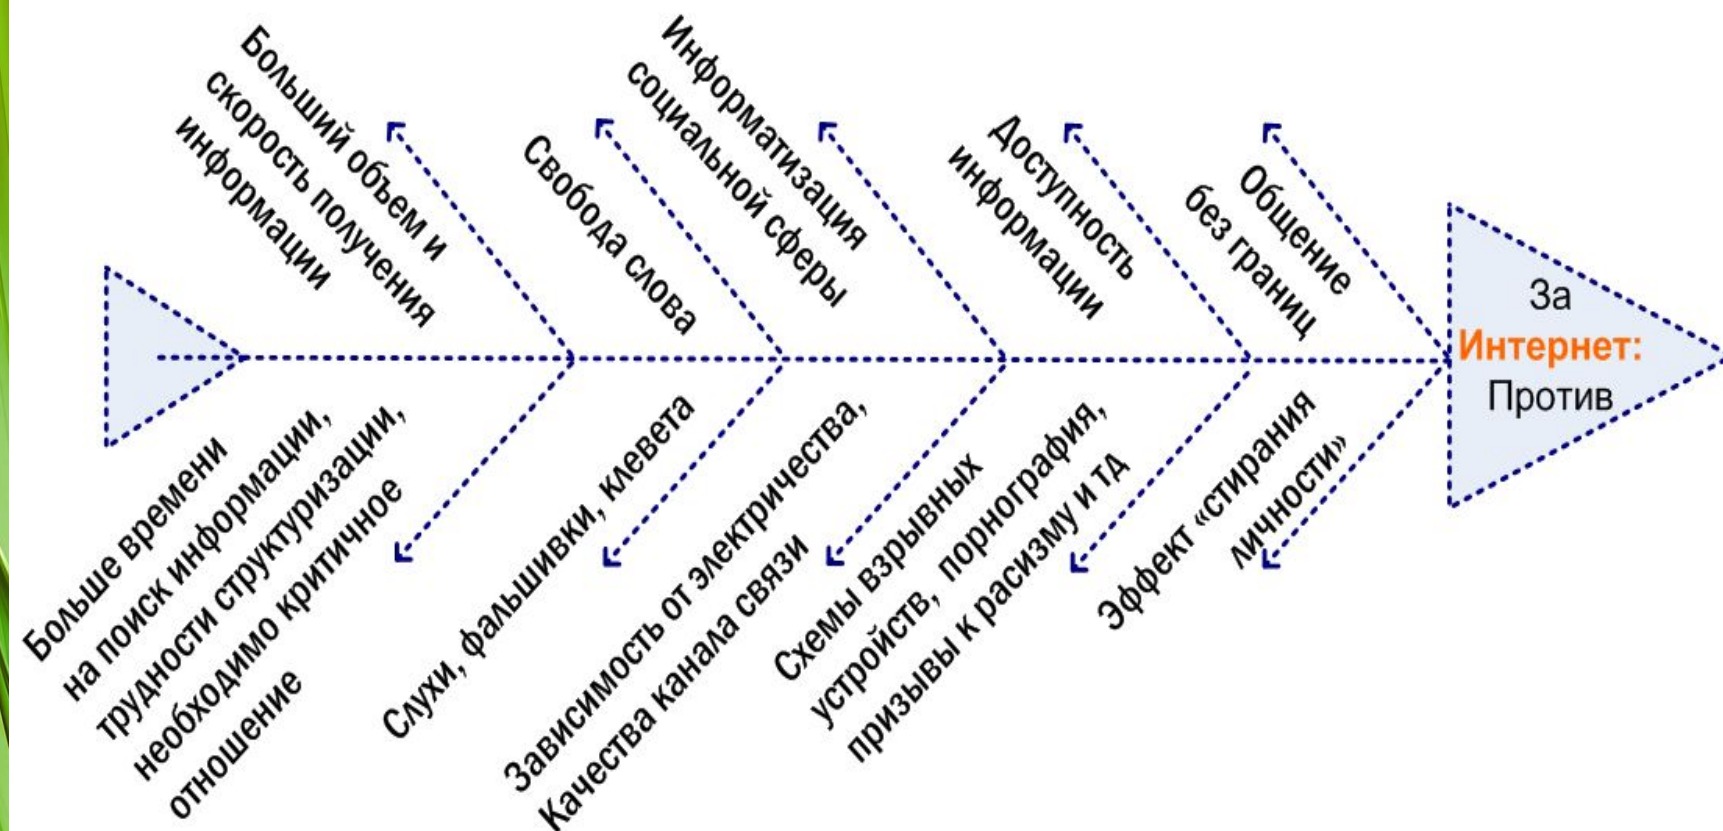 Больший объем и
скорость получения
информации
Свобода слова
Информатизация
социальной сферы
Доступность
информации
Общение
без границ
За
Интернет:
Против
Больше времени
на поиск информации,
трудности структуризации,
необходимо критичное
отношение
Слухи, фальшивки, клевета
Зависимость от электричества,
Качества канала связи
Схемы взрывных
устройств, порнография,
призывы к расизму и тд
Эффект «стирания
личности»